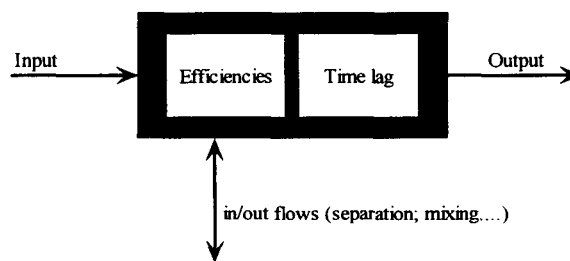 Input
Efficiencies
Time lag
Output
in/out flows (separation; mixing....)